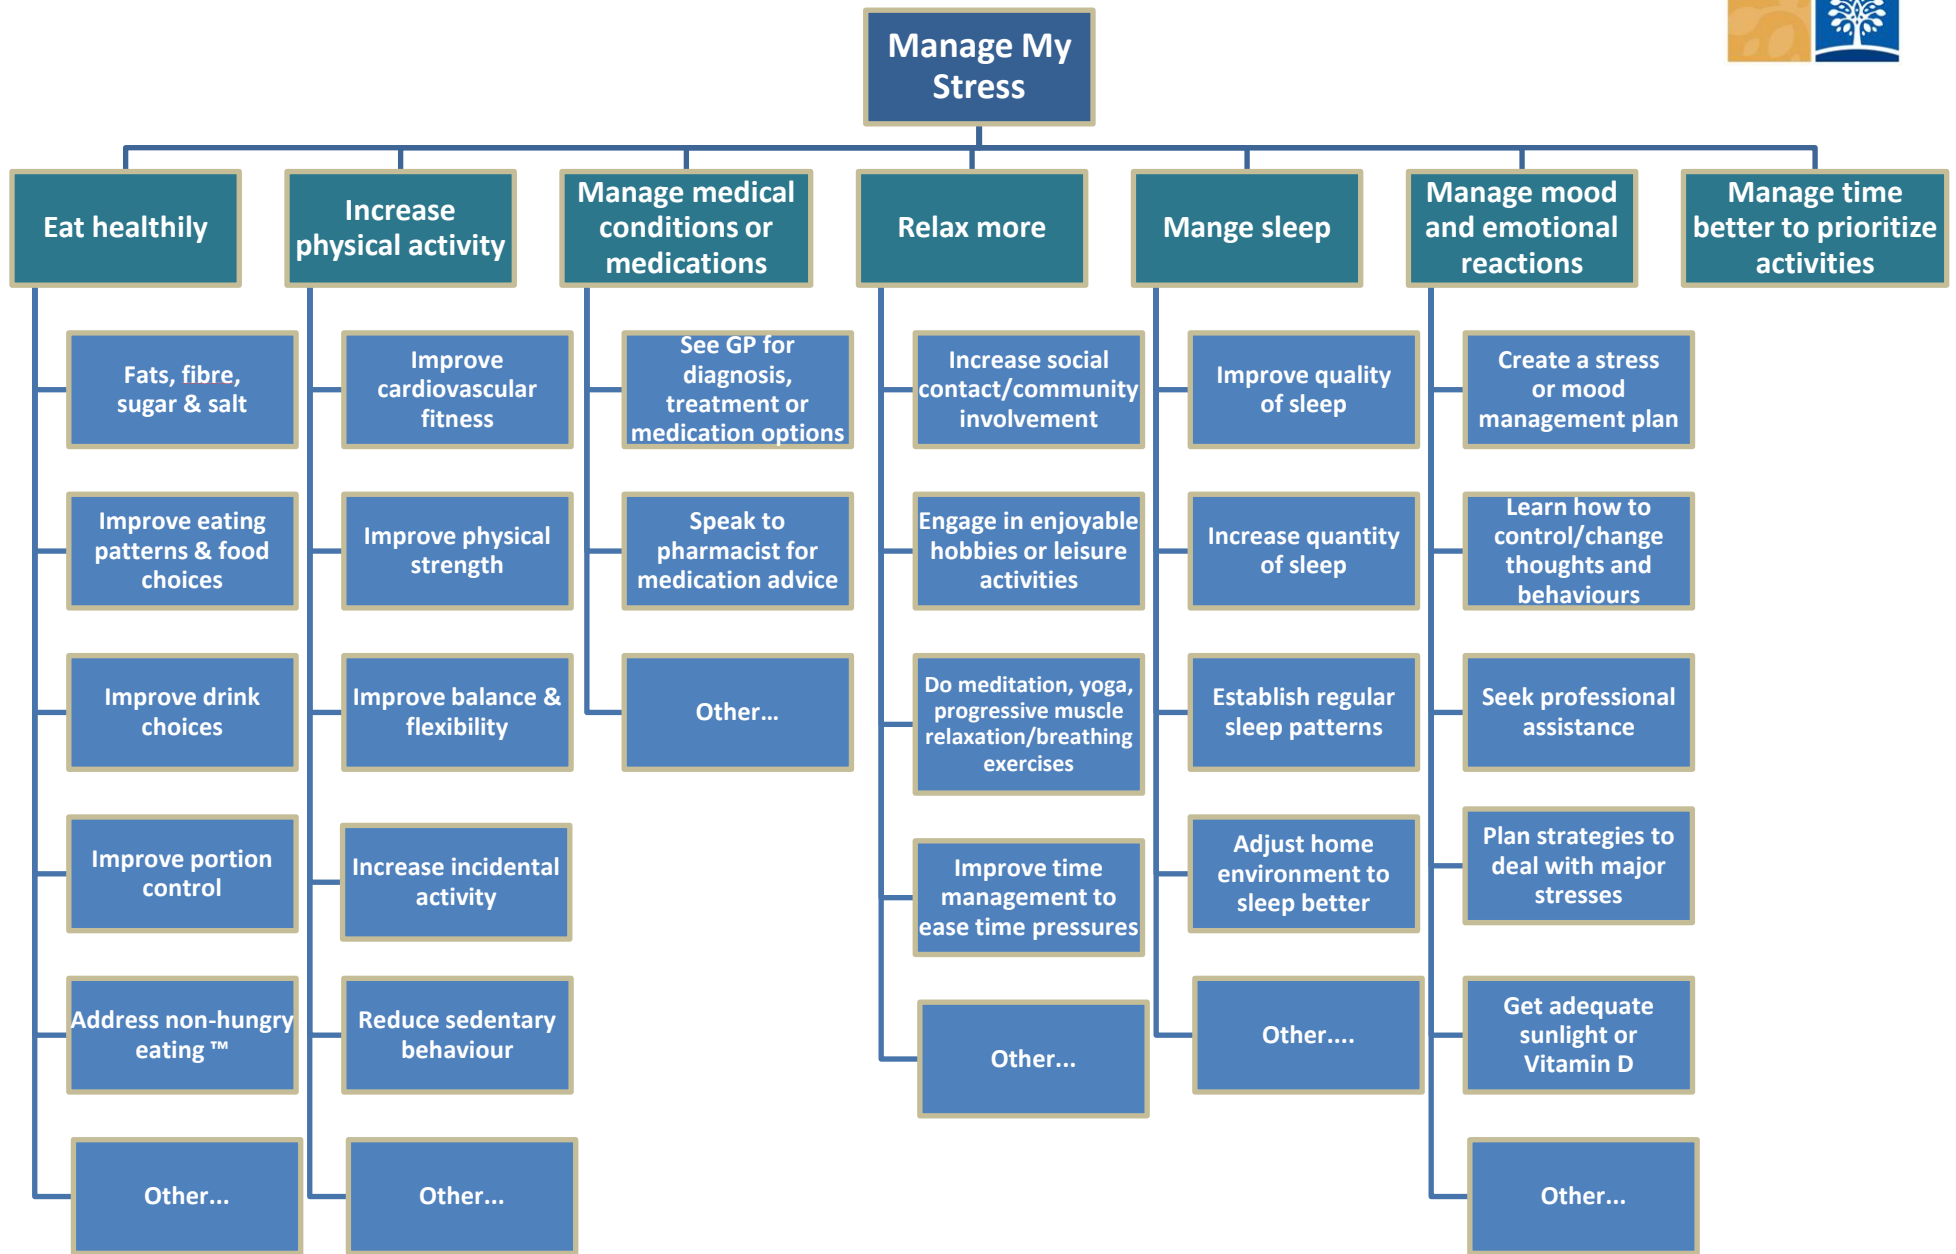 Manage My
Stress
Eat healthily
Increase
physical activity
Manage medical
conditions or
medications
Relax more
Mange sleep
Manage mood
and emotional
reactions
Manage time
better to prioritize
activities
Fats, fibre,
sugar & salt
Improve eating
patterns & food
choices
Improve drink
choices
Improve portion
control
Address non-hungry
eating ™
Other...
Improve
cardiovascular
fitness
Improve physical
strength
Improve balance &
flexibility
Increase incidental
activity
Reduce sedentary
behaviour
Other...
See GP for
diagnosis,
treatment or
medication options
Speak to
pharmacist for
medication advice
Other...
Increase social
contact/community
involvement
Engage in enjoyable
hobbies or leisure
activities
Do meditation, yoga,
progressive muscle
relaxation/breathing
exercises
Improve time
management to
ease time pressures
Other...
Improve quality
of sleep
Increase quantity
of sleep
Establish regular
sleep patterns
Adjust home
environment to
sleep better
Other....
Create a stress
or mood
management plan
Learn how to
control/change
thoughts and
behaviours
Seek professional
assistance
Plan strategies to
deal with major
stresses
Get adequate
sunlight or
Vitamin D
Other...